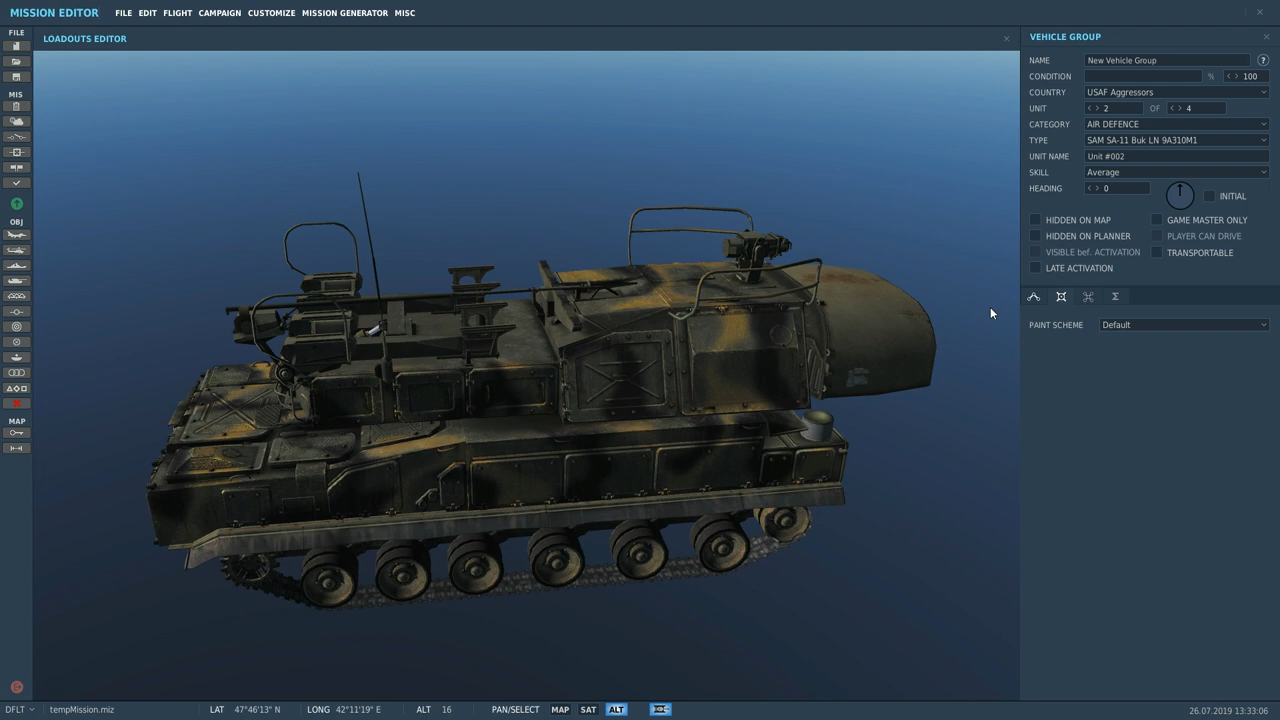 MISSION EDITOR FILE EDIT FLIGHT CAMPAIGN CUSTOMIZE MISSION GENERATOR MISC
FILE
LOADOUTS EDITOR
MIS
OBJ
MAP
VEHICLE GROUP
NAME New Vehicle Group ?
CONDITION % < > 100
COUNTRY USAF Aggressors
UNIT < > 2 OF < > 4
CATEGORY AIR DEFENCE
TYPE SAM SA-11 Buk LN 9A310M1
UNIT NAME Unit #002
SKILL Average
HEADING < > 0 INITIAL
HIDDEN ON MAP GAME MASTER ONLY
HIDDEN ON PLANNER PLAYER CAN DRIVE
VISIBLE bef. ACTIVATION TRANSPORTABLE
LATE ACTIVATION
Σ
PAINT SCHEME Default
DFLT tempMission.miz LAT 47°46'13" N LONG 42°11'19" E ALT 16 PAN/SELECT MAP SAT ALT 26.07.2019 13:33:06